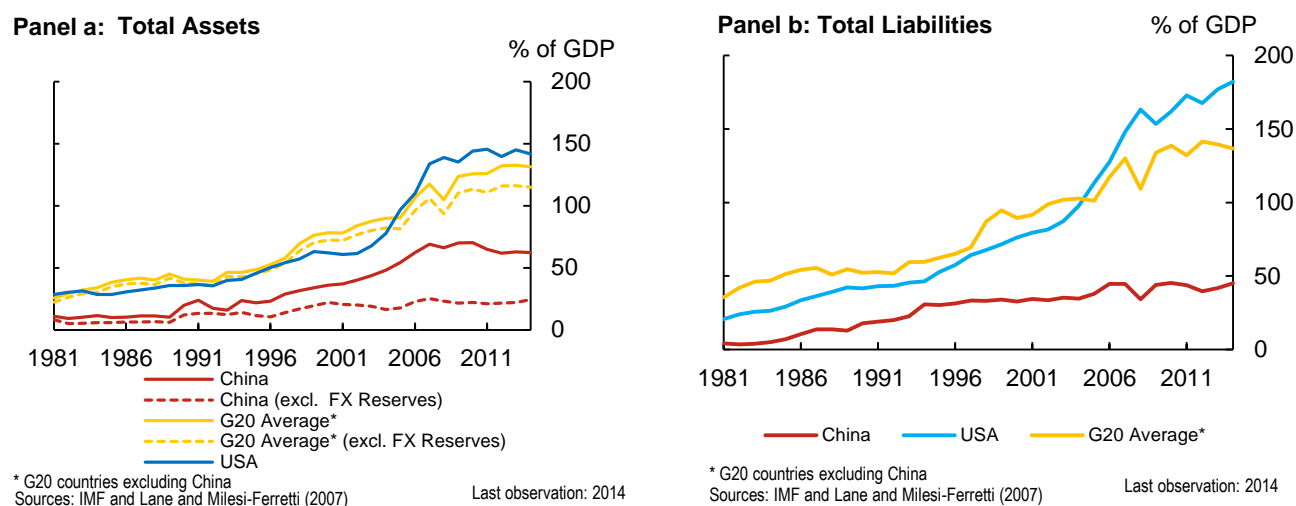 Panel a: Total Assets
% of GDP
200
150
100
50
0
1981 1986 1991 1996 2001 2006 2011
China
China (excl. FX Reserves)
G20 Average*
G20 Average* (excl. FX Reserves)
USA
* G20 countries excluding China
Sources: IMF and Lane and Milesi-Ferretti (2007)
Last observation: 2014
Panel b: Total Liabilities
% of GDP
200
150
100
50
0
1981 1986 1991 1996 2001 2006 2011
China USA G20 Average*
* G20 countries excluding China
Sources: IMF and Lane and Milesi-Ferretti (2007)
Last observation: 2014